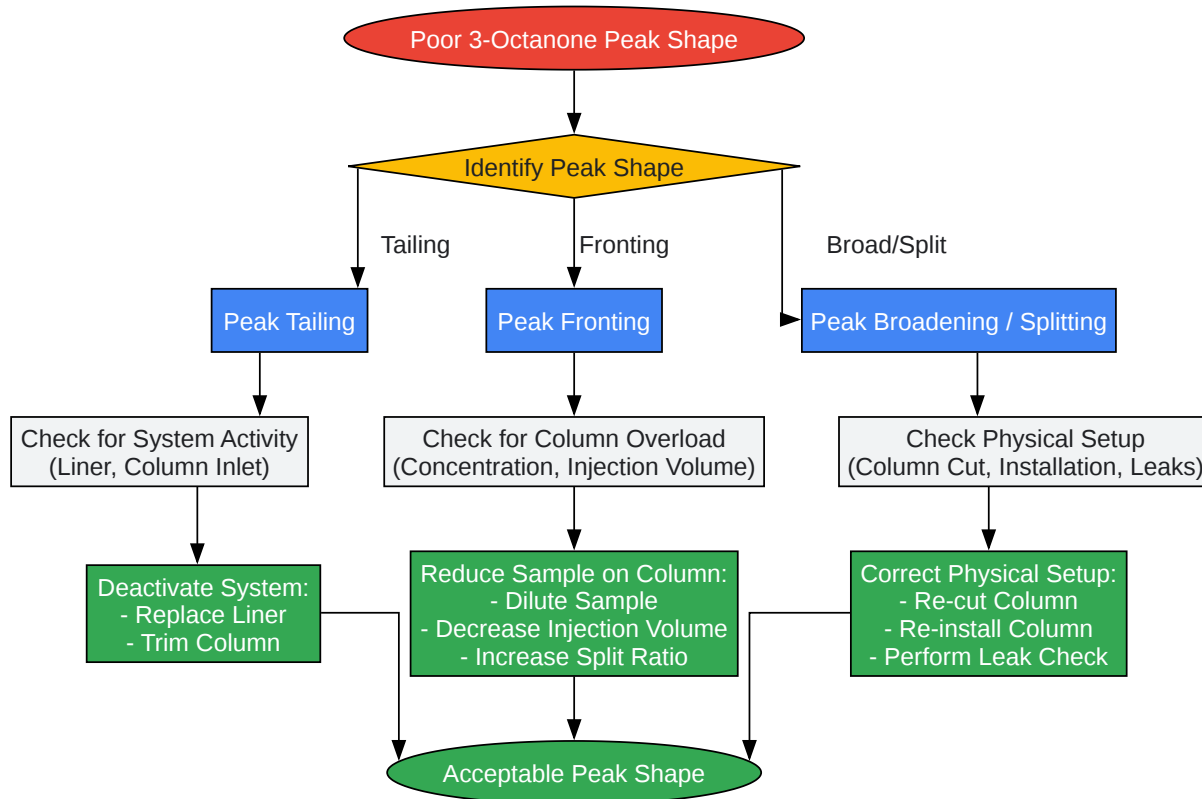 Poor 3-Octanone Peak Shape
Identify Peak Shape
Tailing
Fronting
Broad/Split
Peak Tailing
Peak Fronting
Peak Broadening / Splitting
Check for System Activity
(Liner, Column Inlet)
Check for Column Overload
(Concentration, Injection Volume)
Check Physical Setup
(Column Cut, Installation, Leaks)
Deactivate System:
- Replace Liner
- Trim Column
Reduce Sample on Column:
- Dilute Sample
- Decrease Injection Volume
- Increase Split Ratio
Correct Physical Setup:
- Re-cut Column
- Re-install Column
- Perform Leak Check
Acceptable Peak Shape